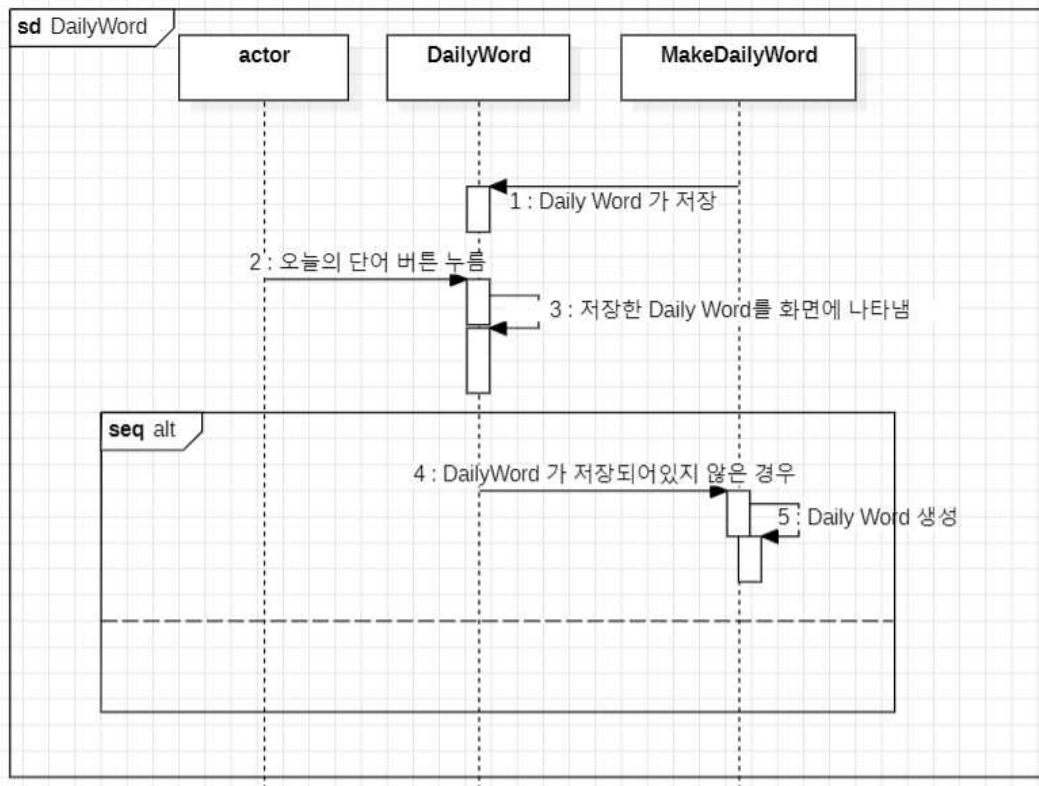 sd DailyWord
actor
DailyWord
MakeDailyWord
1 : Daily Word 가 저장
2 : 오늘의 단어 버튼 누름
3 : 저장한 Daily Word를 화면에 나타냄
seq alt
4 : DailyWord 가 저장되어있지 않은 경우
5 : Daily Word 생성